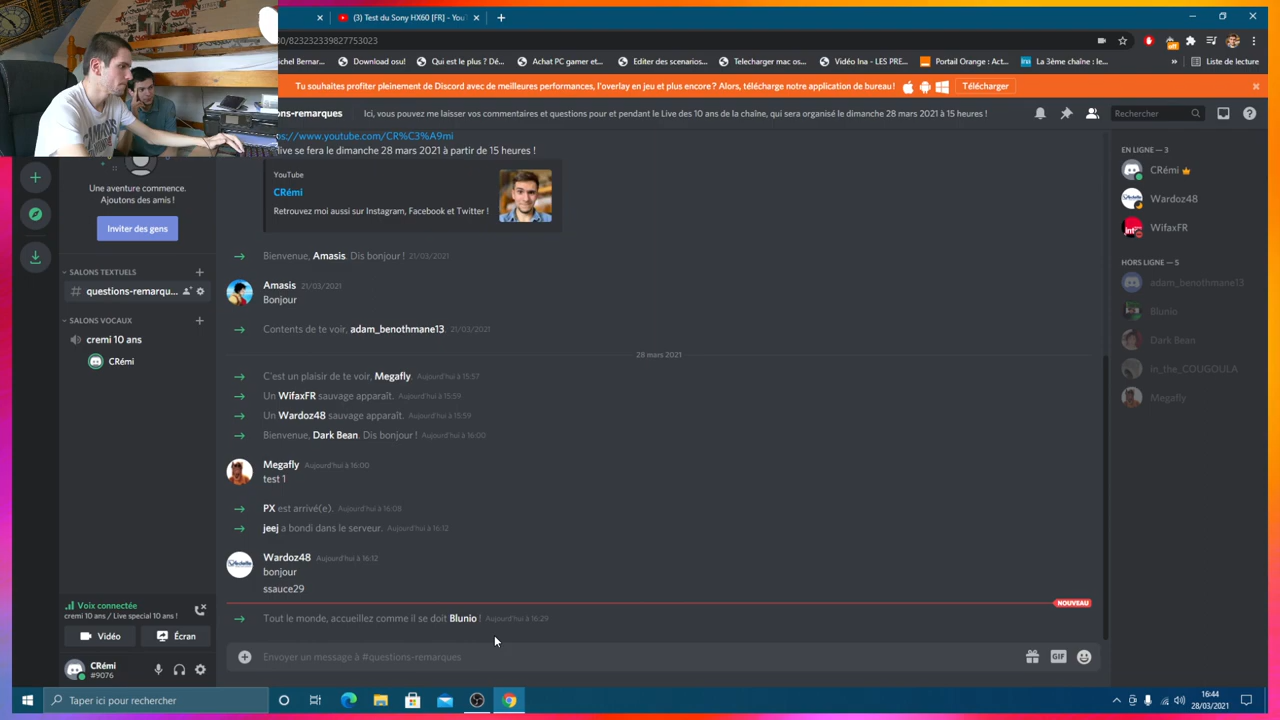 (3) Test du Sony HX60 [FR] - You
823232339827753023
ichel Bernar...
Download osu!
Qui est le plus ? Dé...
Achat PC gamer et...
Editer des scenarios...
Telecharger mac os...
Vidéo Ina - LES PRE...
Portail Orange : Act...
La 3ème chaîne : le...
»
Liste de lecture
Tu souhaites profiter pleinement de Discord avec de meilleures performances, l'overlay en jeu et plus encore ? Alors, télécharge notre application de bureau !
Télécharger
ns-remarques
Ici, vous pouvez me laisser vos commentaires et questions pour et pendant le Live des 10 ans de la chaîne, qui sera organisé le dimanche 28 mars 2021 à partir de 15 heures !
Rechercher
ps://www.youtube.com/CR%C3%A9mi
live se fera le dimanche 28 mars 2021 à partir de 15 heures !
YouTube
CRémi
Retrouvez moi aussi sur Instagram, Facebook et Twitter !
Une aventure commence.
Ajoutons des amis !
Inviter des gens
SALONS TEXTUELS
questions-remarqu...
SALONS VOCAUX
cremi 10 ans
CRémi
Bienvenue, Amasis. Dis bonjour ! 21/03/2021
Amasis 21/03/2021
Bonjour
Contents de te voir, adam_benothmane13. 21/03/2021
28 mars 2021
C'est un plaisir de te voir, Megafly. Aujourd'hui à 15:57
Un WifaxFR sauvage apparaît. Aujourd'hui à 15:59
Un Wardoz48 sauvage apparaît. Aujourd'hui à 15:59
Bienvenue, Dark Bean. Dis bonjour ! Aujourd'hui à 16:00
Megafly Aujourd'hui à 16:00
test 1
PX est arrivé(e). Aujourd'hui à 16:08
jeej a bondi dans le serveur. Aujourd'hui à 16:12
Wardoz48 Aujourd'hui à 16:12
bonjour
ssauce29
NOUVEAU
Tout le monde, accueillez comme il se doit Blunio ! Aujourd'hui à 16:29
Envoyer un message à #questions-remarques
GIF
EN LIGNE — 3
CRémi
Wardoz48
WifaxFR
HORS LIGNE — 5
adam_benothmane13
Blunio
Dark Bean
in_the_COUGOULA
Megafly
Voix connectée
cremi 10 ans / Live special 10 ans !
Vidéo
Écran
CRémi
#9076
Taper ici pour rechercher
16:44
28/03/2021